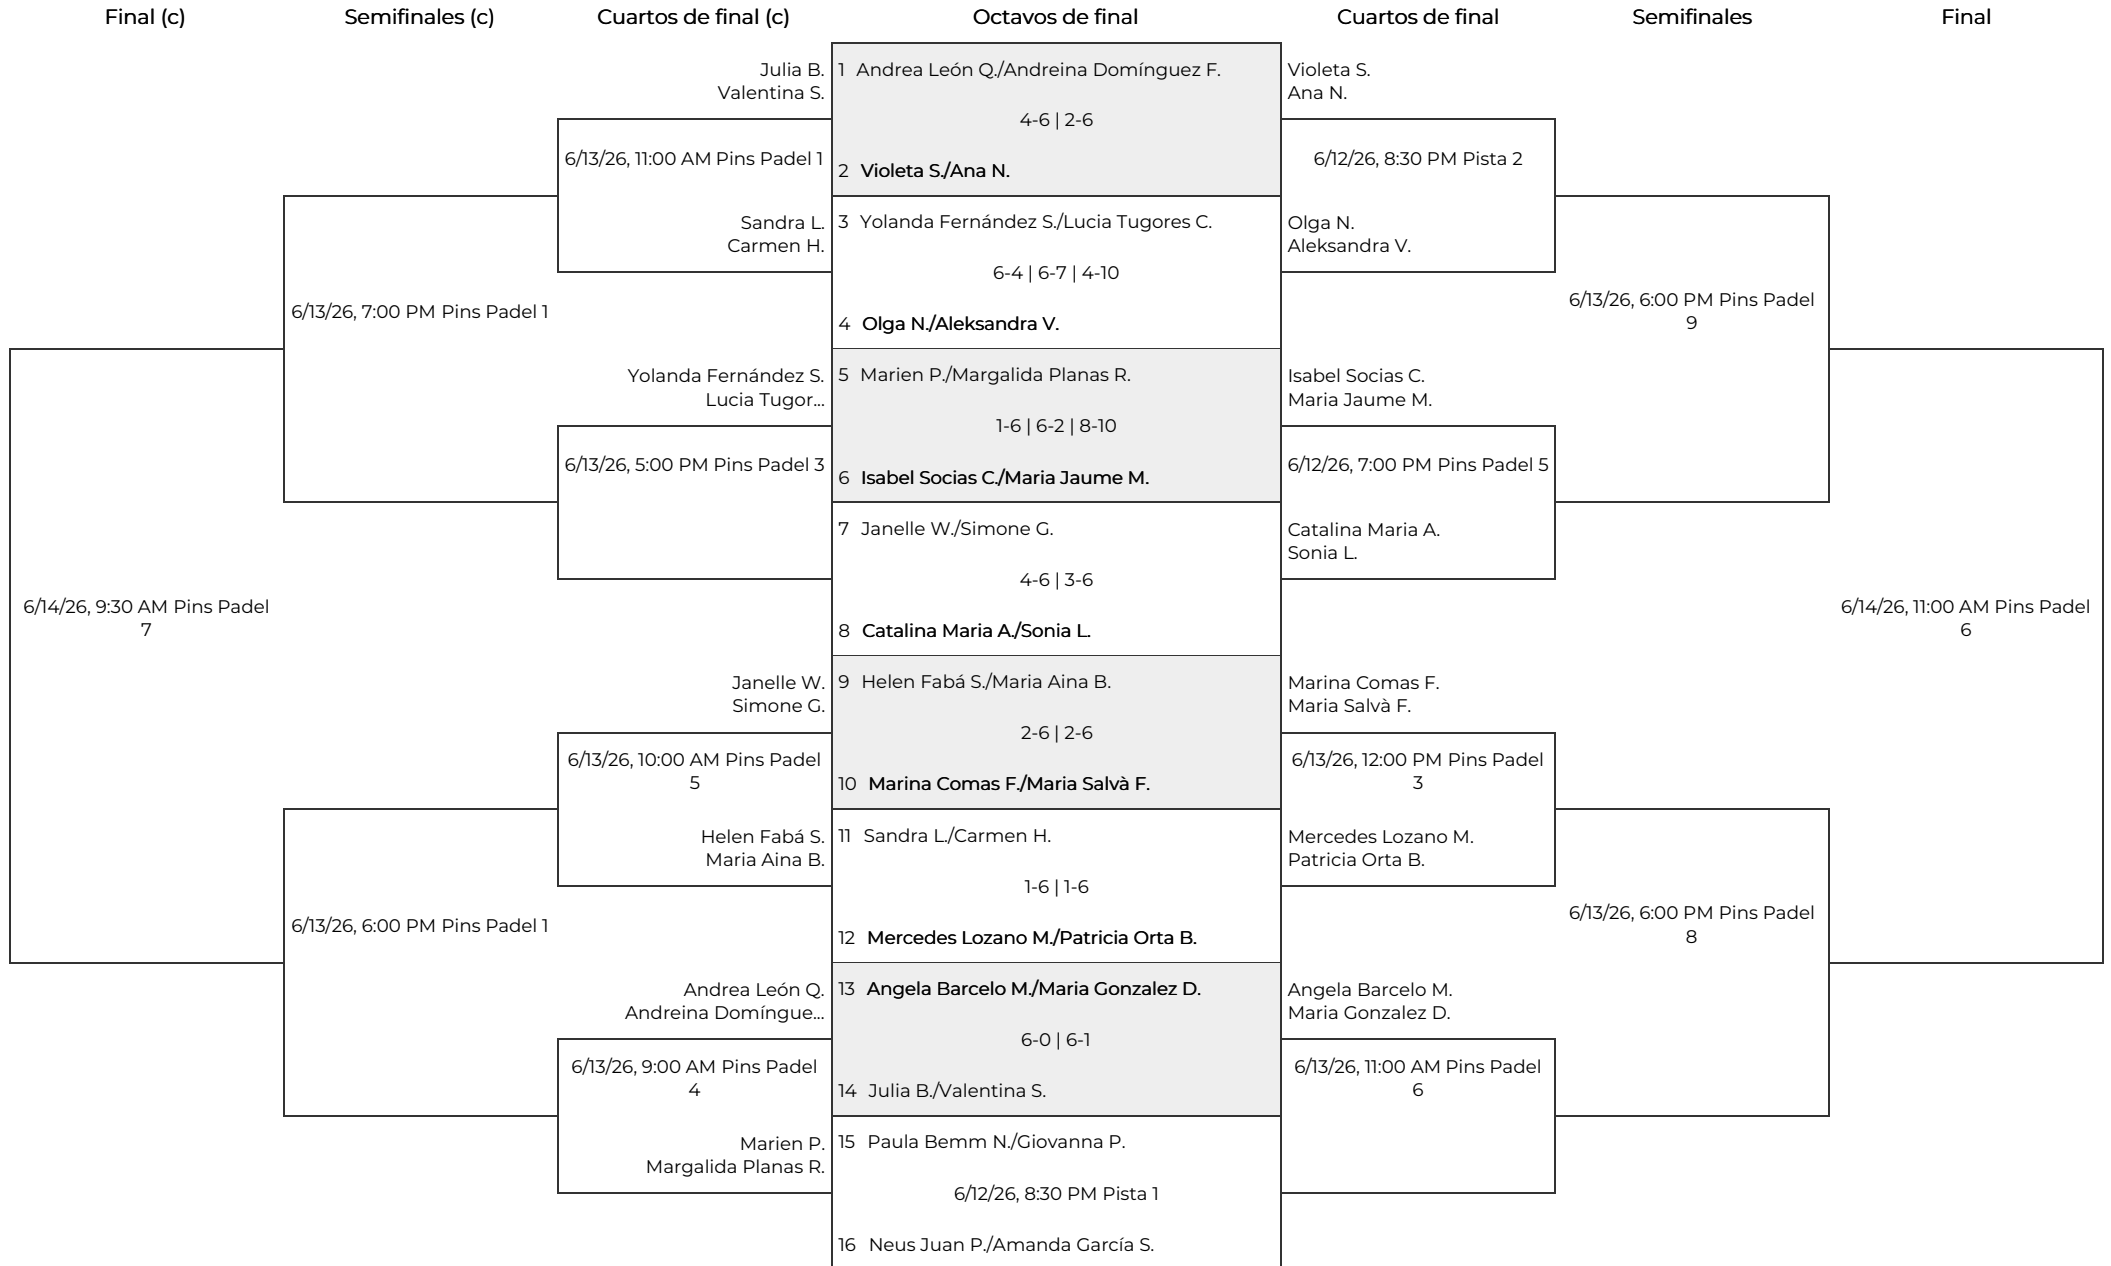 Final (c)
Semifinales (c)
Cuartos de final (c)
Octavos de final
Cuartos de final
Semifinales
Final
Julia B.
Valentina S.
6/13/26, 11:00 AM Pins Padel 1
Sandra L.
Carmen H.
6/13/26, 7:00 PM Pins Padel 1
Yolanda Fernández S.
Lucia Tugor...
6/13/26, 5:00 PM Pins Padel 3
6/14/26, 9:30 AM Pins Padel
7
Janelle W.
Simone G.
6/13/26, 10:00 AM Pins Padel
5
Helen Fabá S.
Maria Aina B.
6/13/26, 6:00 PM Pins Padel 1
Andrea León Q.
Andreina Domíngue...
6/13/26, 9:00 AM Pins Padel
4
Marien P.
Margalida Planas R.
1 Andrea León Q./Andreina Domínguez F.
4-6 | 2-6
2 Violeta S./Ana N.
3 Yolanda Fernández S./Lucia Tugores C.
6-4 | 6-7 | 4-10
4 Olga N./Aleksandra V.
5 Marien P./Margalida Planas R.
1-6 | 6-2 | 8-10
6 Isabel Socias C./Maria Jaume M.
7 Janelle W./Simone G.
4-6 | 3-6
8 Catalina Maria A./Sonia L.
9 Helen Fabá S./Maria Aina B.
2-6 | 2-6
10 Marina Comas F./Maria Salvà F.
11 Sandra L./Carmen H.
1-6 | 1-6
12 Mercedes Lozano M./Patricia Orta B.
13 Angela Barcelo M./Maria Gonzalez D.
6-0 | 6-1
14 Julia B./Valentina S.
15 Paula Bemm N./Giovanna P.
6/12/26, 8:30 PM Pista 1
16 Neus Juan P./Amanda García S.
Violeta S.
Ana N.
6/12/26, 8:30 PM Pista 2
Olga N.
Aleksandra V.
6/13/26, 6:00 PM Pins Padel
9
Isabel Socias C.
Maria Jaume M.
6/12/26, 7:00 PM Pins Padel 5
Catalina Maria A.
Sonia L.
6/14/26, 11:00 AM Pins Padel
6
Marina Comas F.
Maria Salvà F.
6/13/26, 12:00 PM Pins Padel
3
Mercedes Lozano M.
Patricia Orta B.
6/13/26, 6:00 PM Pins Padel
8
Angela Barcelo M.
Maria Gonzalez D.
6/13/26, 11:00 AM Pins Padel
6